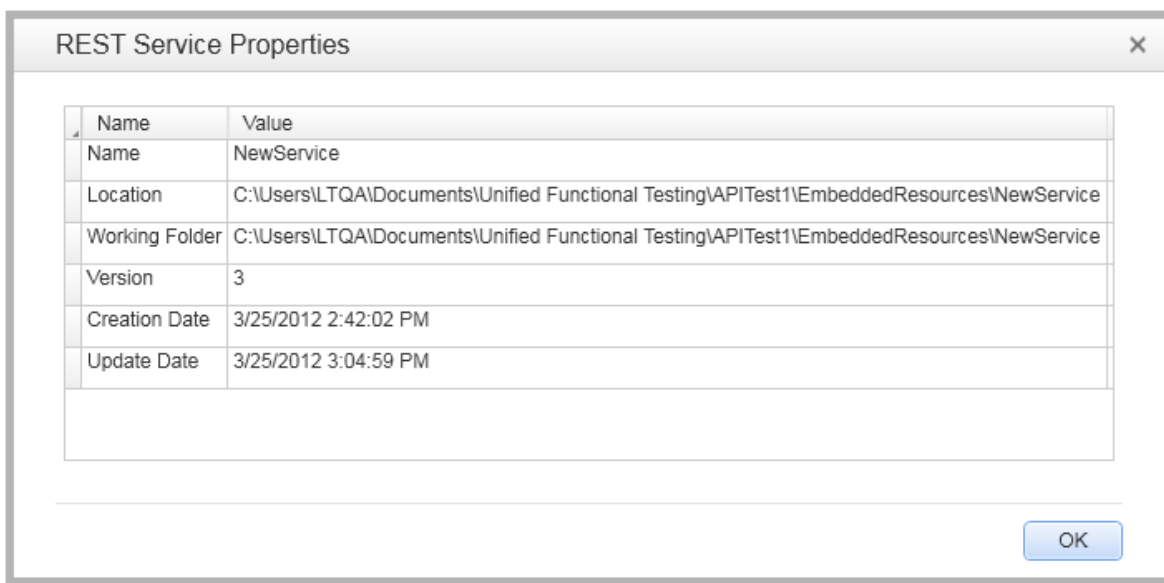 REST Service Properties
Name Value
Name NewService
Location C:\Users\LTQA\Documents\Unified Functional Testing\APITest1\EmbeddedResources\NewService
Working Folder C:\Users\LTQA\Documents\Unified Functional Testing\APITest1\EmbeddedResources\NewService
Version 3
Creation Date 3/25/2012 2:42:02 PM
Update Date 3/25/2012 3:04:59 PM
OK